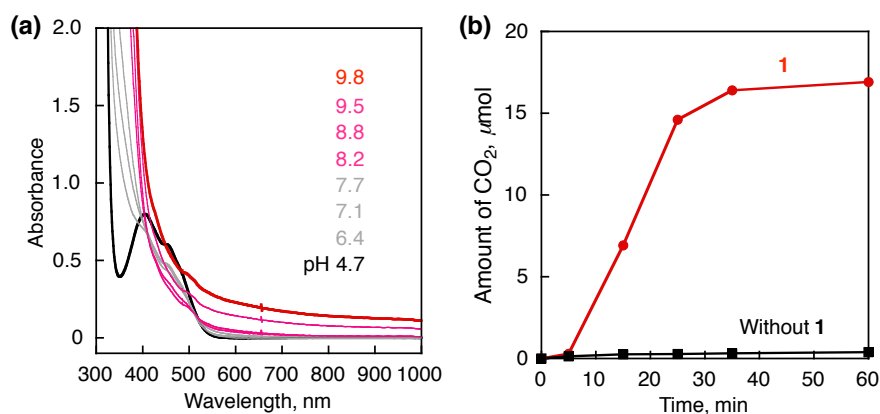 (a)
2.0
1.5
1.0
0.5
0
Absorbance
9.8
9.5
8.8
8.2
7.7
7.1
6.4
pH 4.7
300 400 500 600 700 800 900 1000
Wavelength, nm
(b)
20
15
10
5
0
Amount of CO₂, μmol
1
Without 1
0 10 20 30 40 50 60
Time, min